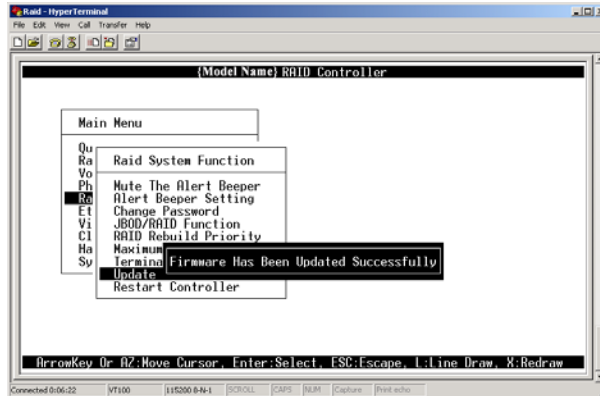 Raid - HyperTerminal
File Edit View Call Transfer Help
{Model Name} RAID Controller
Main Menu
Qu
Ra
Raid System Function
Vo
Ph
Mute The Alert Beeper
Ra
Alert Beeper Setting
Et
Change Password
Vi
JBOD/RAID Function
Cl
RAID Rebuild Priority
Ha
Maximum
Sy
Termina
Firmware Has Been Updated Successfully
Update
Restart Controller
ArrowKey Or AZ:Move Cursor, Enter:Select, ESC:Escape, L:Line Draw, X:Redraw
Connected 0:06:22 VT100 115200 8-N-1 SCROLL CAPS NUM Capture Print echo